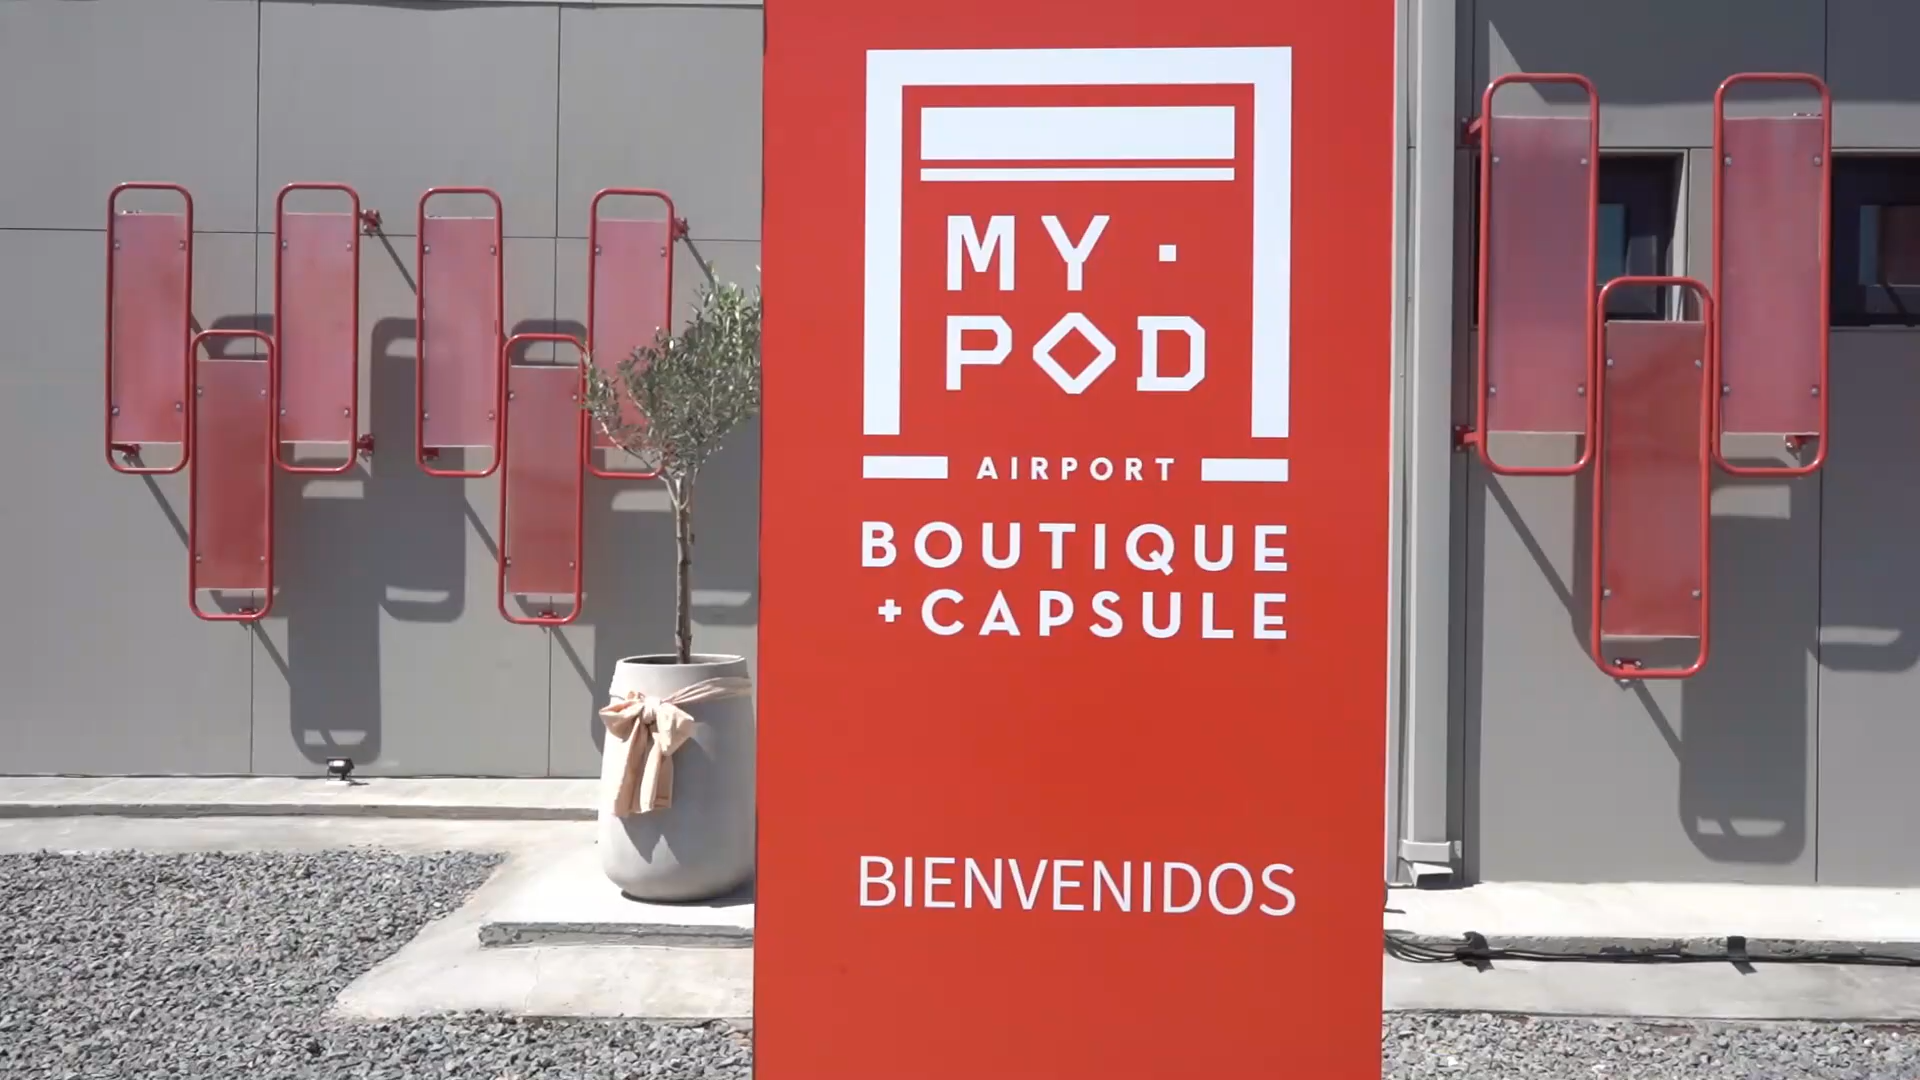 MY·
POD
AIRPORT
BOUTIQUE
+CAPSULE
BIENVENIDOS